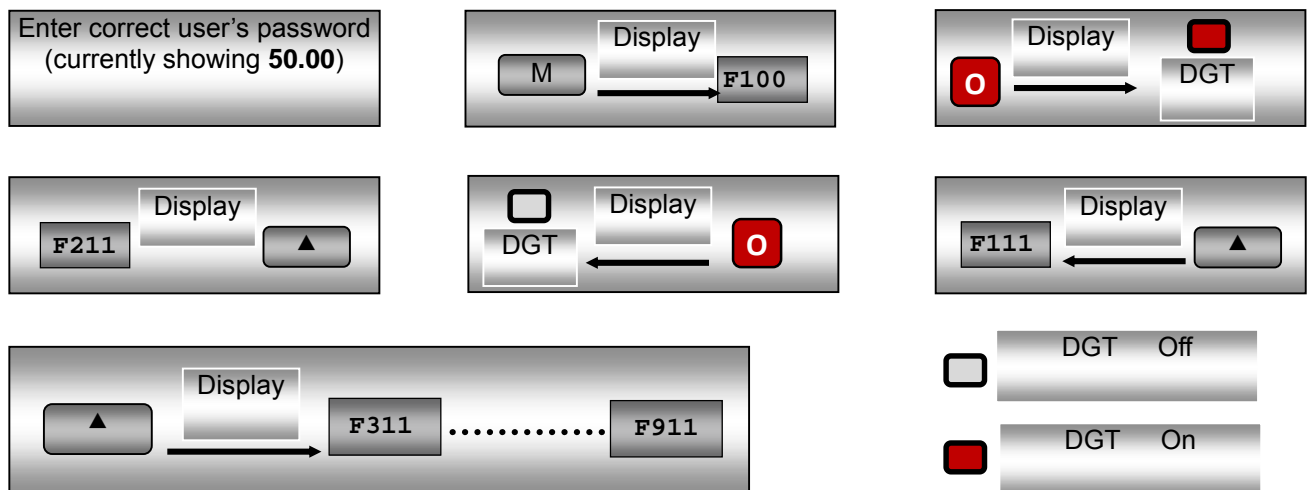 Enter correct user's password
(currently showing 50.00)
Display
M
F100
Display
O
DGT
Display
F211
▲
Display
DGT
O
Display
F111
▲
Display
▲
F311
............
F911
DGT Off
DGT On